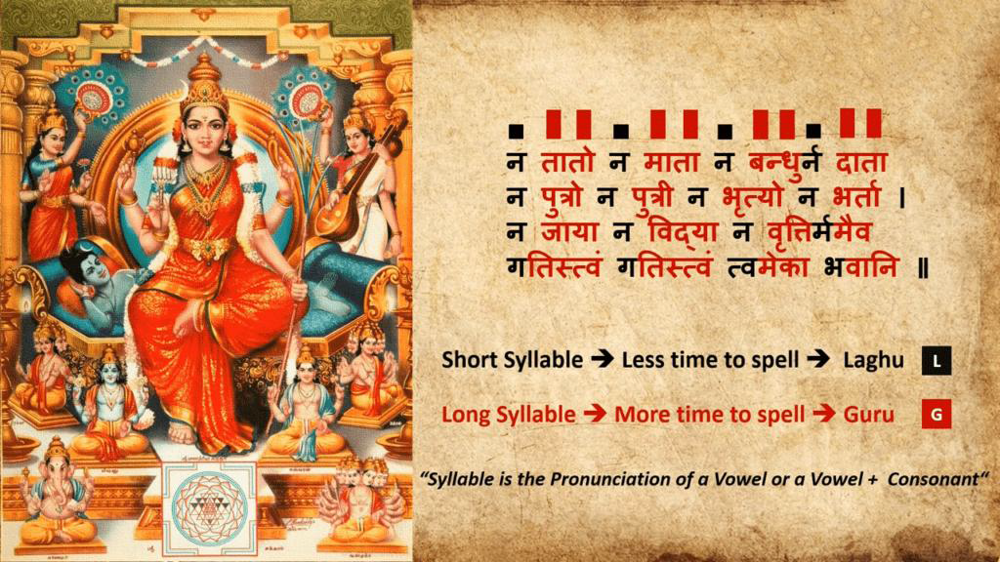 न तातो न माता न बन्धुर्न दाता
न पुत्रो न पुत्री न भृत्यो न भर्ता ।
न जाया न विद्‌या न वृत्तिर्ममैव
गतिस्त्वं गतिस्त्वं त्वमेका भवानि ॥
Short Syllable ➔ Less time to spell ➔ Laghu L
Long Syllable ➔ More time to spell ➔ Guru G
“Syllable is the Pronunciation of a Vowel or a Vowel + Consonant“